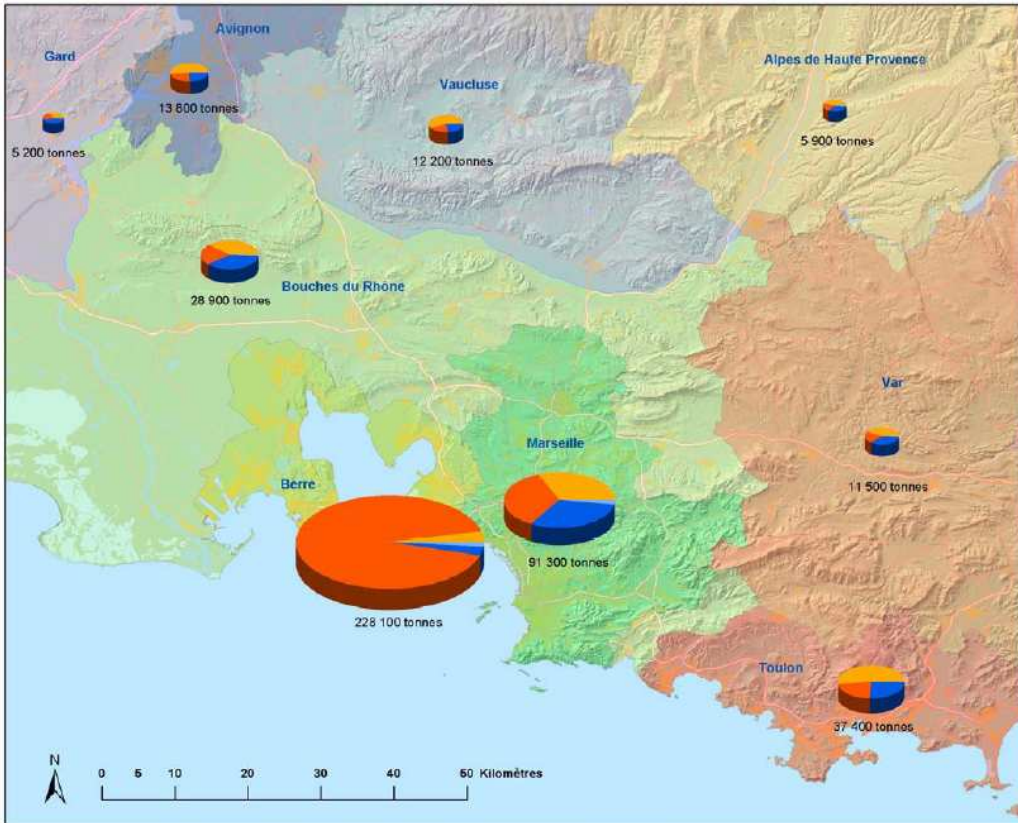 Avignon
Gard
13 800 tonnes
5 200 tonnes
Vaucluse
12 200 tonnes
Alpes de Haute Provence
5 900 tonnes
Bouches du Rhône
28 900 tonnes
Var
11 500 tonnes
Marseille
91 300 tonnes
Berre
228 100 tonnes
Toulon
37 400 tonnes
N
0 5 10 20 30 40 50 Kilomètres